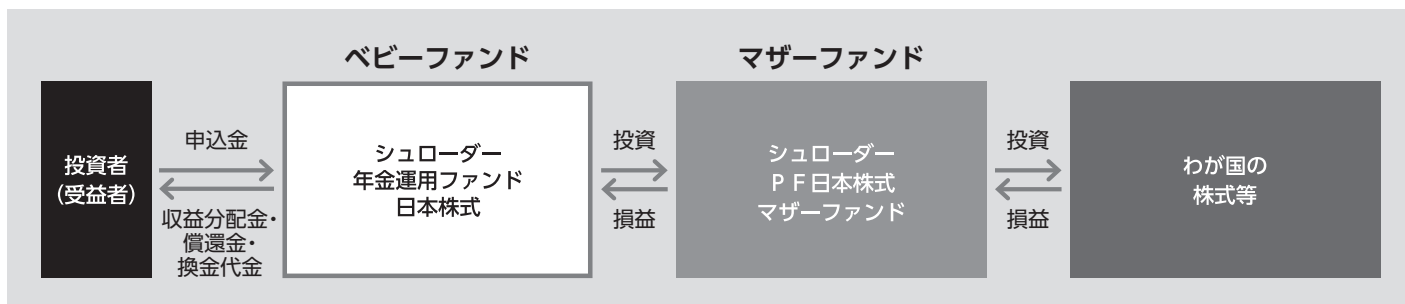 ベビーファンド
マザーファンド
投資者
(受益者)
申込金
収益分配金・
償還金・
換金代金
シュローダー
年金運用ファンド
日本株式
投資
損益
シュローダー
ＰＦ日本株式
マザーファンド
投資
損益
わが国の
株式等